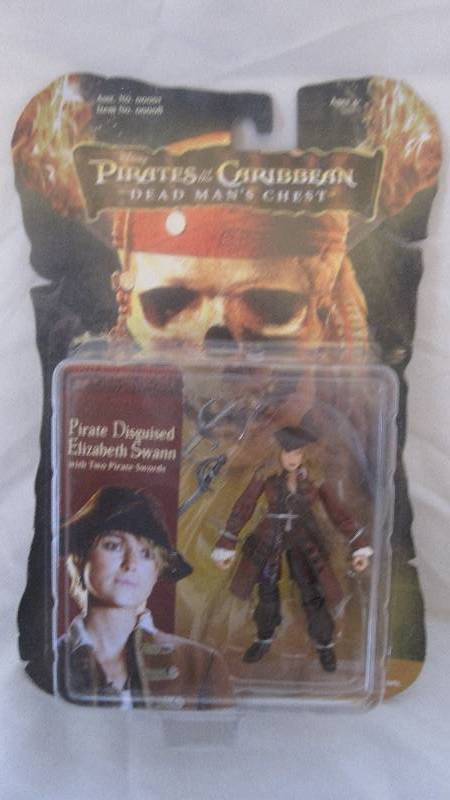 Disney
PIRATES OF THE CARIBBEAN
DEAD MAN'S CHEST
Pirate Disguised
Elizabeth Swann
with Two Pirate Swords